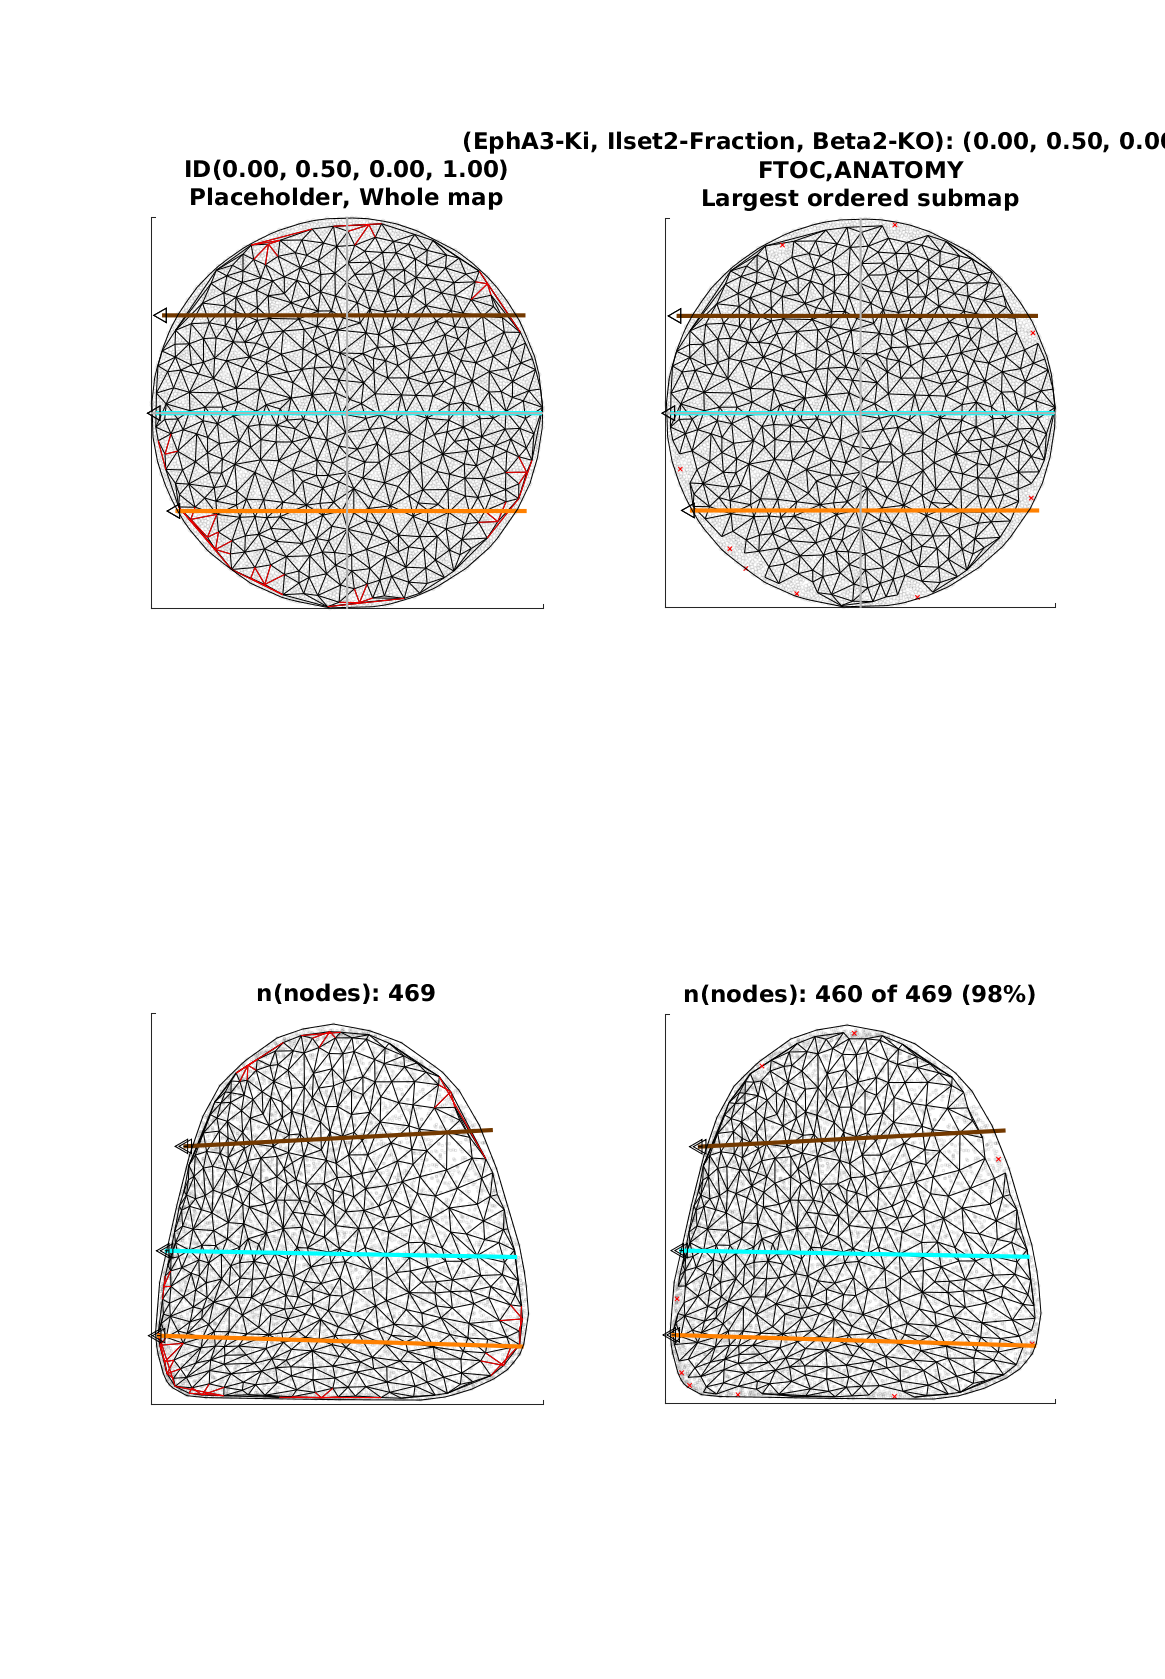 (EphA3-Ki, Ilset2-Fraction, Beta2-KO): (0.00, 0.50, 0.00
ID(0.00, 0.50, 0.00, 1.00)
Placeholder, Whole map
FTOC,ANATOMY
Largest ordered submap
n(nodes): 469
n(nodes): 460 of 469 (98%)